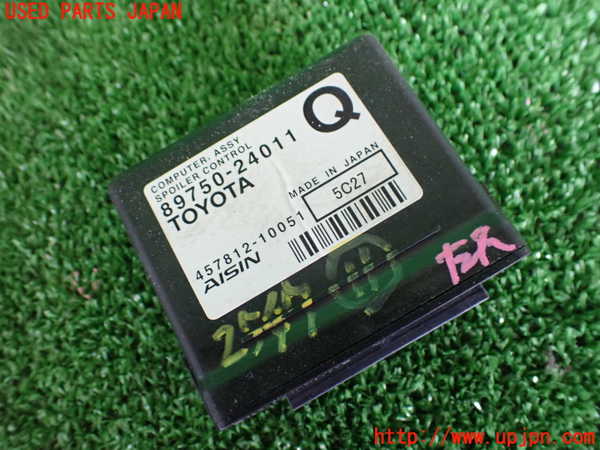 USED PARTS JAPAN
COMPUTER, ASSY
SPOILER CONTROL
Q
89750-24011
TOYOTA
MADE IN JAPAN
5C27
457812-10051
AISIN
http://www.upjpn.com/